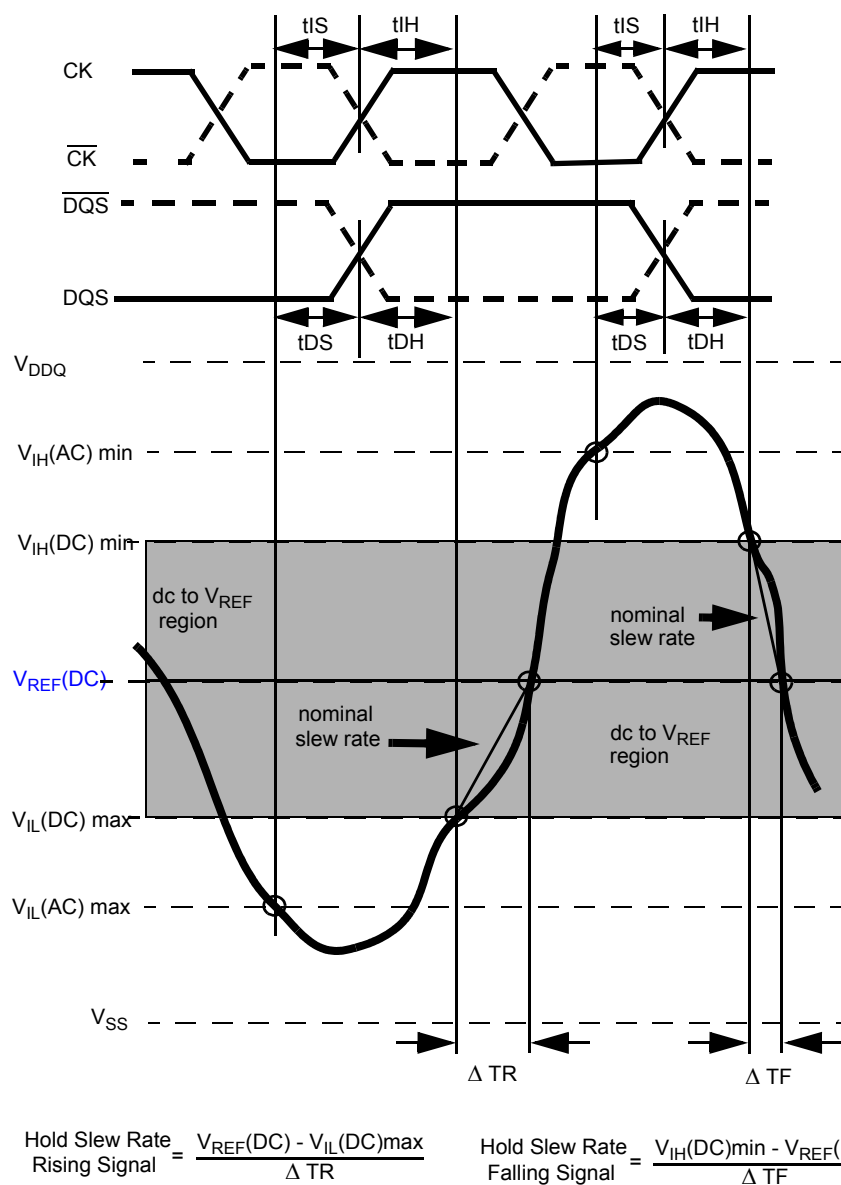 tIS tIH tIS tIH
CK
C̅K̅
D̅Q̅S̅
DQS
tDS tDH tDS tDH
VDDQ
VIH(AC) min
VIH(DC) min
dc to VREF
region
nominal
slew rate
VREF(DC)
nominal
slew rate
dc to VREF
region
VIL(DC) max
VIL(AC) max
VSS
Δ TR Δ TF
Hold Slew Rate
Rising Signal = VREF(DC) - VIL(DC)max
Δ TR
Hold Slew Rate
Falling Signal = VIH(DC)min - VREF(
Δ TF